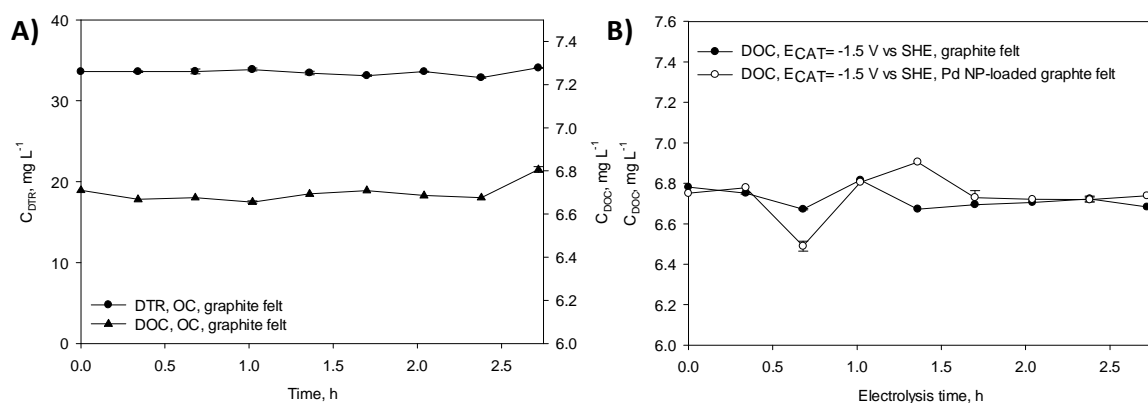 A)
40
30
20
10
0
C_DTR, mg L⁻¹
7.4
7.2
7.0
6.8
6.6
6.4
6.2
6.0
C_DOC, mg L⁻¹
DTR, OC, graphite felt
DOC, OC, graphite felt
0.0 0.5 1.0 1.5 2.0 2.5
Time, h
B)
7.6
7.4
7.2
7.0
6.8
6.6
6.4
6.2
6.0
C_DOC, mg L⁻¹
DOC, E_CAT= -1.5 V vs SHE, graphite felt
DOC, E_CAT= -1.5 V vs SHE, Pd NP-loaded graphte felt
0.0 0.5 1.0 1.5 2.0 2.5
Electrolysis time, h